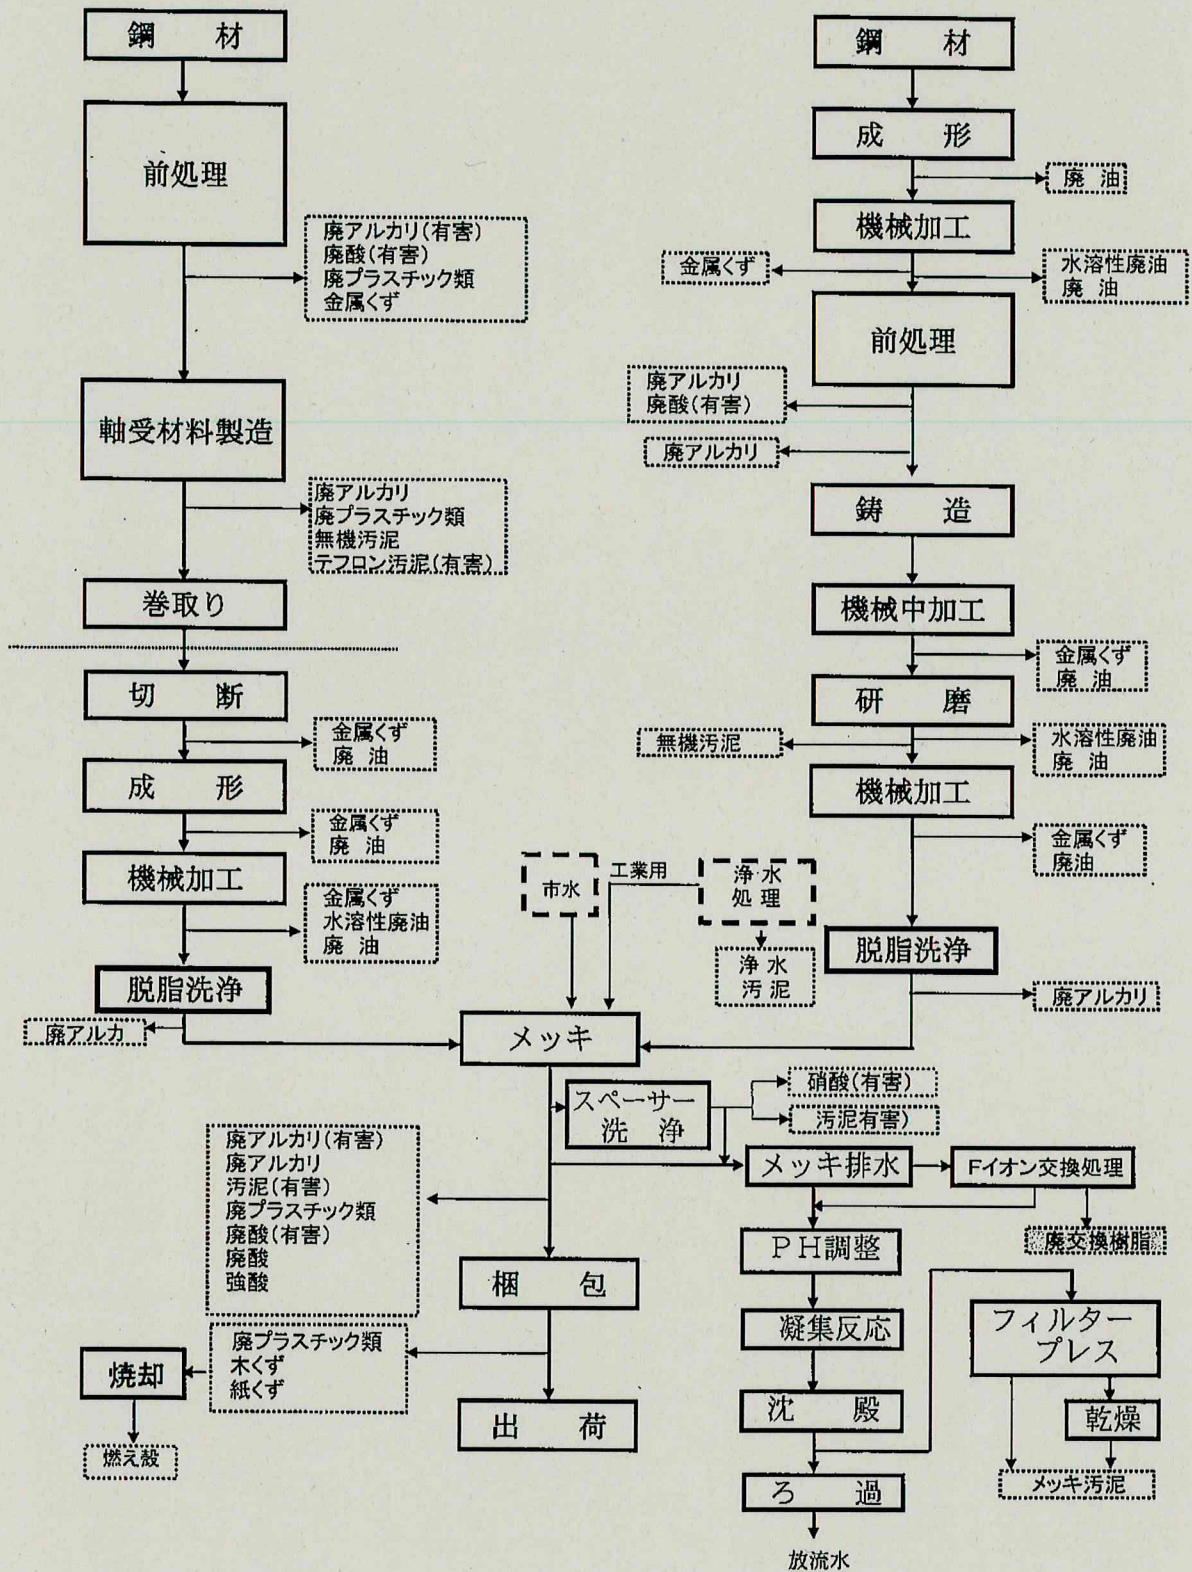 鋼 材
前処理
廃アルカリ(有害)
廃酸(有害)
廃プラスチック類
金属くず
軸受材料製造
廃アルカリ
廃プラスチック類
無機汚泥
テフロン汚泥(有害)
巻取り
切 断
金属くず
廃 油
成 形
金属くず
廃 油
機械加工
金属くず
水溶性廃油
廃 油
脱脂洗浄
廃アルカ
鋼 材
成 形
廃 油
機械加工
金属くず
水溶性廃油
廃 油
前処理
廃アルカリ
廃酸(有害)
廃アルカリ
鋳 造
機械中加工
金属くず
廃 油
研 磨
無機汚泥
水溶性廃油
廃 油
機械加工
金属くず
廃油
脱脂洗浄
廃アルカリ
市水
工業用
浄 水
処 理
浄 水
汚 泥
メッキ
スペーサー
洗 浄
硝酸(有害)
汚泥有害)
廃アルカリ(有害)
廃アルカリ
汚泥(有害)
廃プラスチック類
廃酸(有害)
廃酸
強酸
メッキ排水
Fイオン交換処理
廃交換樹脂
梱 包
廃プラスチック類
木くず
紙くず
焼却
燃え殻
出 荷
PH調整
凝集反応
沈 殿
ろ 過
放流水
フィルター
プレス
乾燥
メッキ汚泥